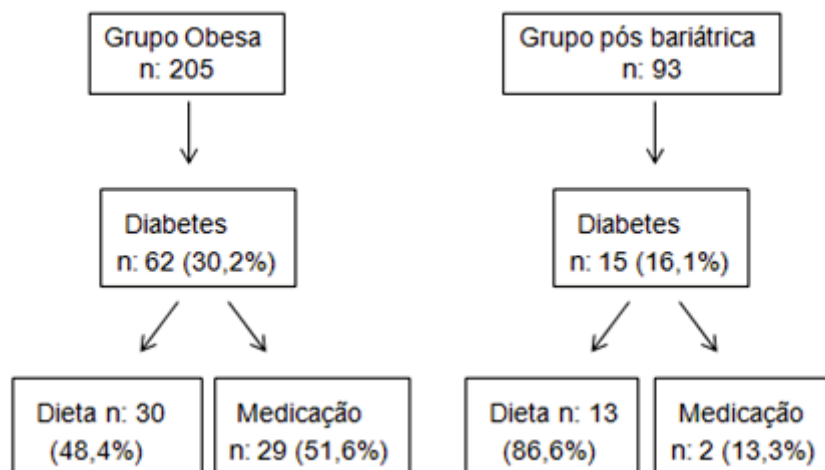 Grupo Obesa
n: 205
Grupo pós bariátrica
n: 93
Diabetes
n: 62 (30,2%)
Diabetes
n: 15 (16,1%)
Dieta n: 30
(48,4%)
Medicação
n: 29 (51,6%)
Dieta n: 13
(86,6%)
Medicação
n: 2 (13,3%)